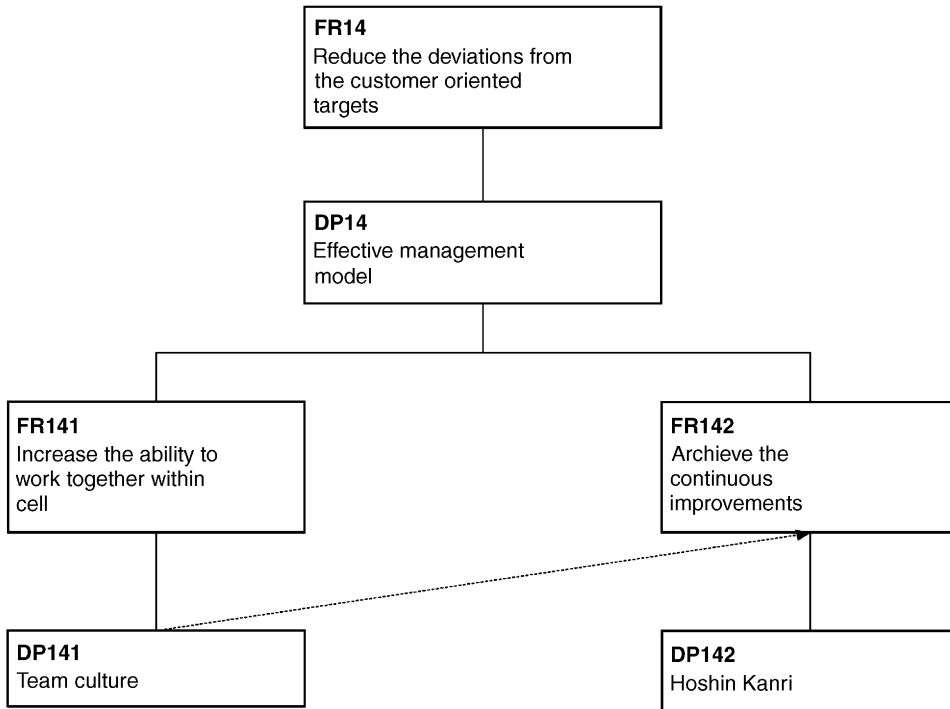 FR14
Reduce the deviations from
the customer oriented
targets
DP14
Effective management
model
FR141
Increase the ability to
work together within
cell
FR142
Archieve the
continuous
improvements
DP141
Team culture
DP142
Hoshin Kanri